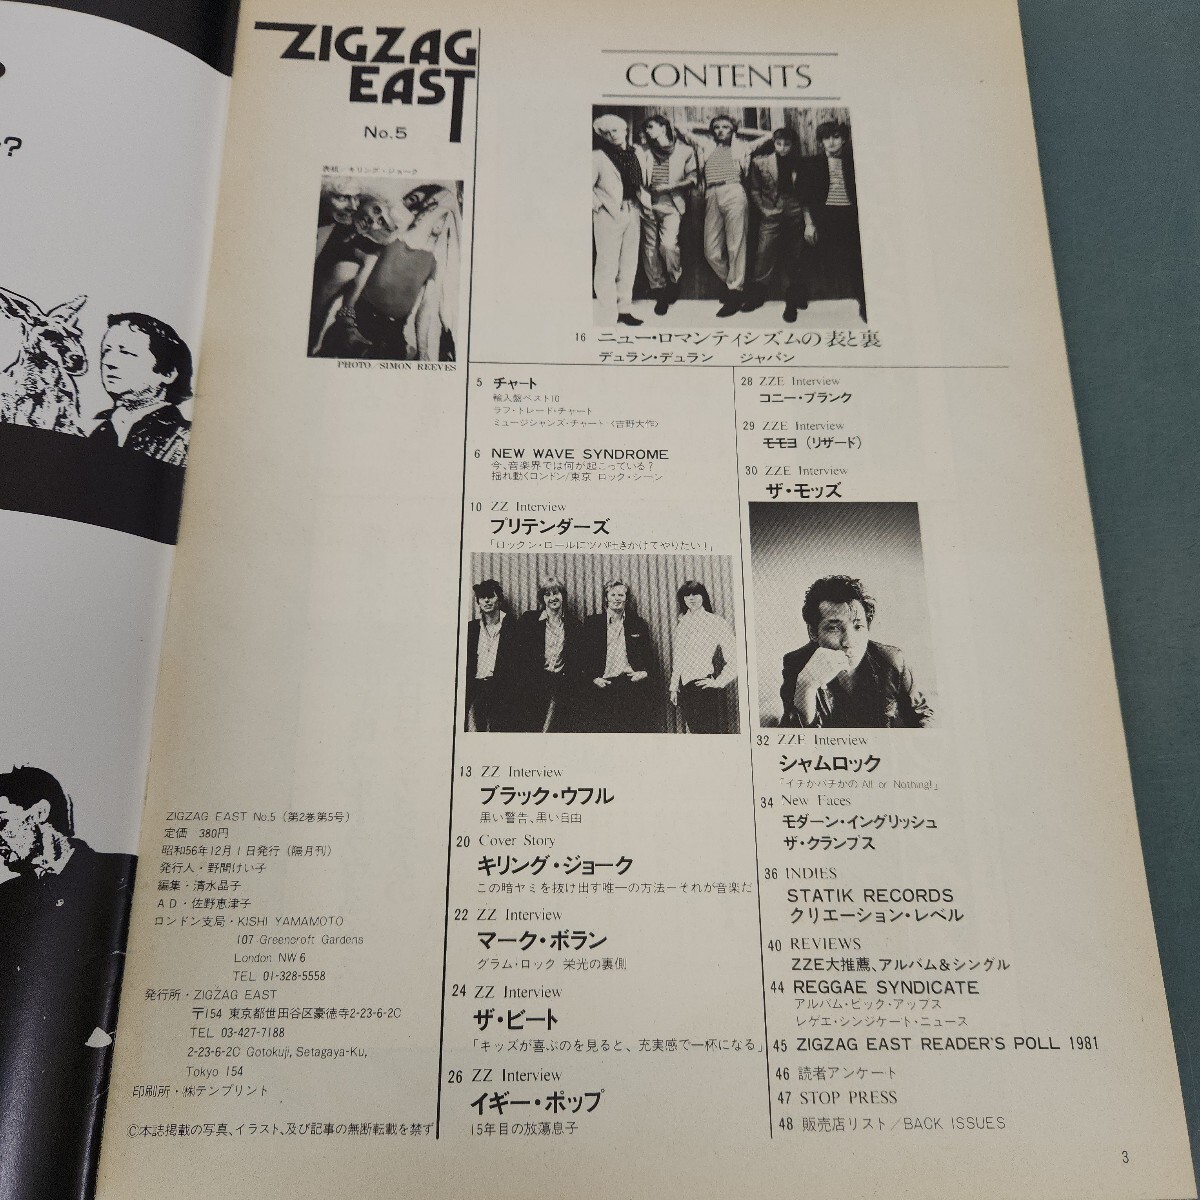 ?
ZIGZAG
EAST
No.5
表紙/キリング・ジョーク
PHOTO/SIMON REEVES
ZIGZAG EAST No.5 (第2巻第5号)
定価 380円
昭和56年12月1日発行(隔月刊)
発行人・野間けい子
編集・清水晶子
AD・佐野恵津子
ロンドン支局・KISHI YAMAMOTO
107 Greencroft Gardens
London NW6
TEL 01-328-5558
発行所・ZIGZAG EAST
〒154 東京都世田谷区豪徳寺2-23-6-2C
TEL 03-427-7188
2-23-6-2C Gotokuji, Setagaya-Ku,
Tokyo 154
印刷所・㈱テンプリント
©本誌掲載の写真、イラスト、及び記事の無断転載を禁ず
CONTENTS
16 ニュー・ロマンティシズムの表と裏
デュラン・デュラン ジャパン
5 チャート
輸入盤ベスト10
ラフ・トレード・チャート
ミュージシャンズ・チャート〈吉野大作〉
6 NEW WAVE SYNDROME
今、音楽界では何が起こっている?
揺れ動くロンドン/東京 ロック・シーン
10 ZZ Interview
プリテンダーズ
「ロックン・ロールにツバ吐きかけてやりたい!」
13 ZZ Interview
ブラック・ウフル
黒い警告、黒い自由
20 Cover Story
キリング・ジョーク
この暗ヤミを抜け出す唯一の方法ーそれが音楽だ
22 ZZ Interview
マーク・ボラン
グラム・ロック 栄光の裏側
24 ZZ Interview
ザ・ビート
「キッズが喜ぶのを見ると、充実感で一杯になる」
26 ZZ Interview
イギー・ポップ
15年目の放蕩息子
28 ZZE Interview
コニー・プランク
29 ZZE Interview
モモヨ(リザード)
30 ZZE Interview
ザ・モッズ
32 ZZE Interview
シャムロック
「イチかバチかの All or Nothing!」
34 New Faces
モダーン・イングリッシュ
ザ・クランプス
36 INDIES
STATIK RECORDS
クリエーション・レベル
40 REVIEWS
ZZE大推薦、アルバム&シングル
44 REGGAE SYNDICATE
アルバム・ピック・アップス
レゲエ・シンジケート・ニュース
45 ZIGZAG EAST READER'S POLL 1981
46 読者アンケート
47 STOP PRESS
48 販売店リスト/BACK ISSUES
3